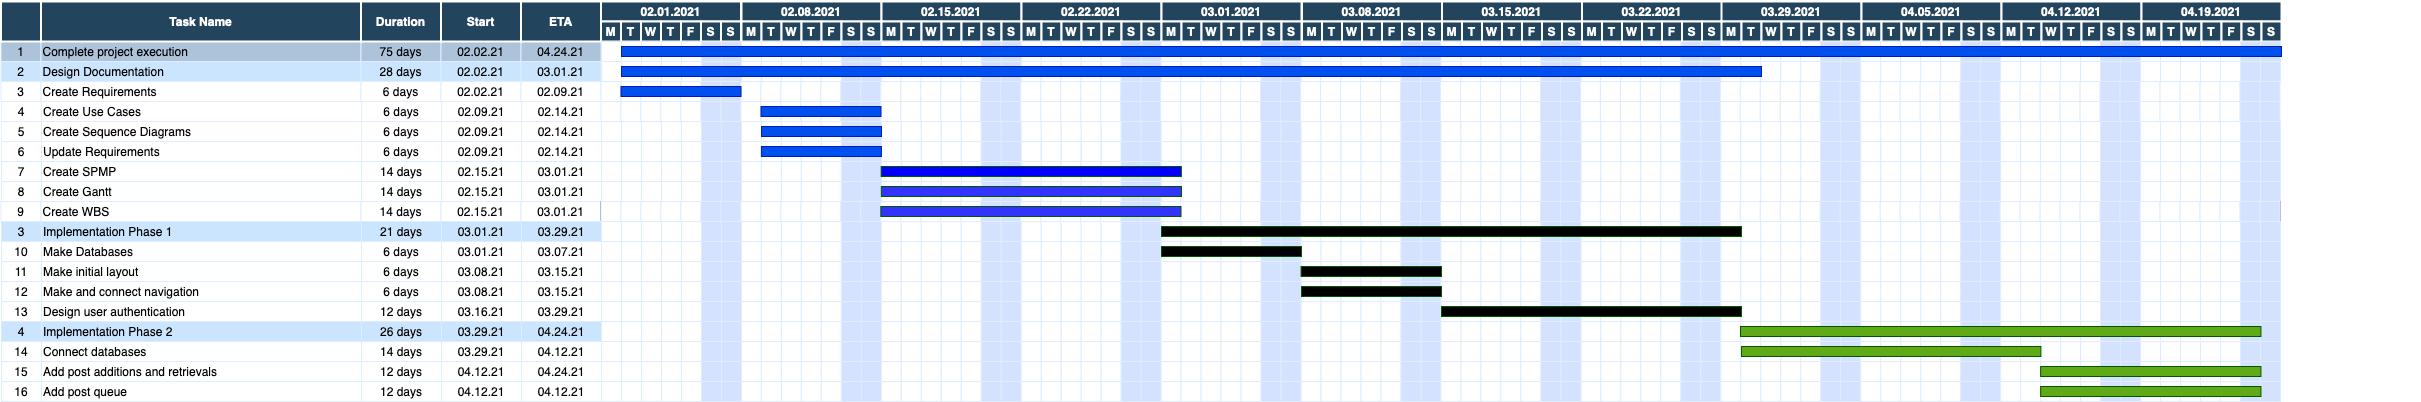 Task Name Duration Start ETA 02.01.2021 02.08.2021 02.15.2021 02.22.2021 03.01.2021 03.08.2021 03.15.2021 03.22.2021 03.29.2021 04.05.2021 04.12.2021 04.19.2021
M T W T F S S M T W T F S S M T W T F S S M T W T F S S M T W T F S S M T W T F S S M T W T F S S M T W T F S S M T W T F S S M T W T F S S M T W T F S S M T W T F S S
1 Complete project execution 75 days 02.02.21 04.24.21
2 Design Documentation 28 days 02.02.21 03.01.21
3 Create Requirements 6 days 02.02.21 02.09.21
4 Create Use Cases 6 days 02.09.21 02.14.21
5 Create Sequence Diagrams 6 days 02.09.21 02.14.21
6 Update Requirements 6 days 02.09.21 02.14.21
7 Create SPMP 14 days 02.15.21 03.01.21
8 Create Gantt 14 days 02.15.21 03.01.21
9 Create WBS 14 days 02.15.21 03.01.21
3 Implementation Phase 1 21 days 03.01.21 03.29.21
10 Make Databases 6 days 03.01.21 03.07.21
11 Make initial layout 6 days 03.08.21 03.15.21
12 Make and connect navigation 6 days 03.08.21 03.15.21
13 Design user authentication 12 days 03.16.21 03.29.21
4 Implementation Phase 2 26 days 03.29.21 04.24.21
14 Connect databases 14 days 03.29.21 04.12.21
15 Add post additions and retrievals 12 days 04.12.21 04.24.21
16 Add post queue 12 days 04.12.21 04.24.21